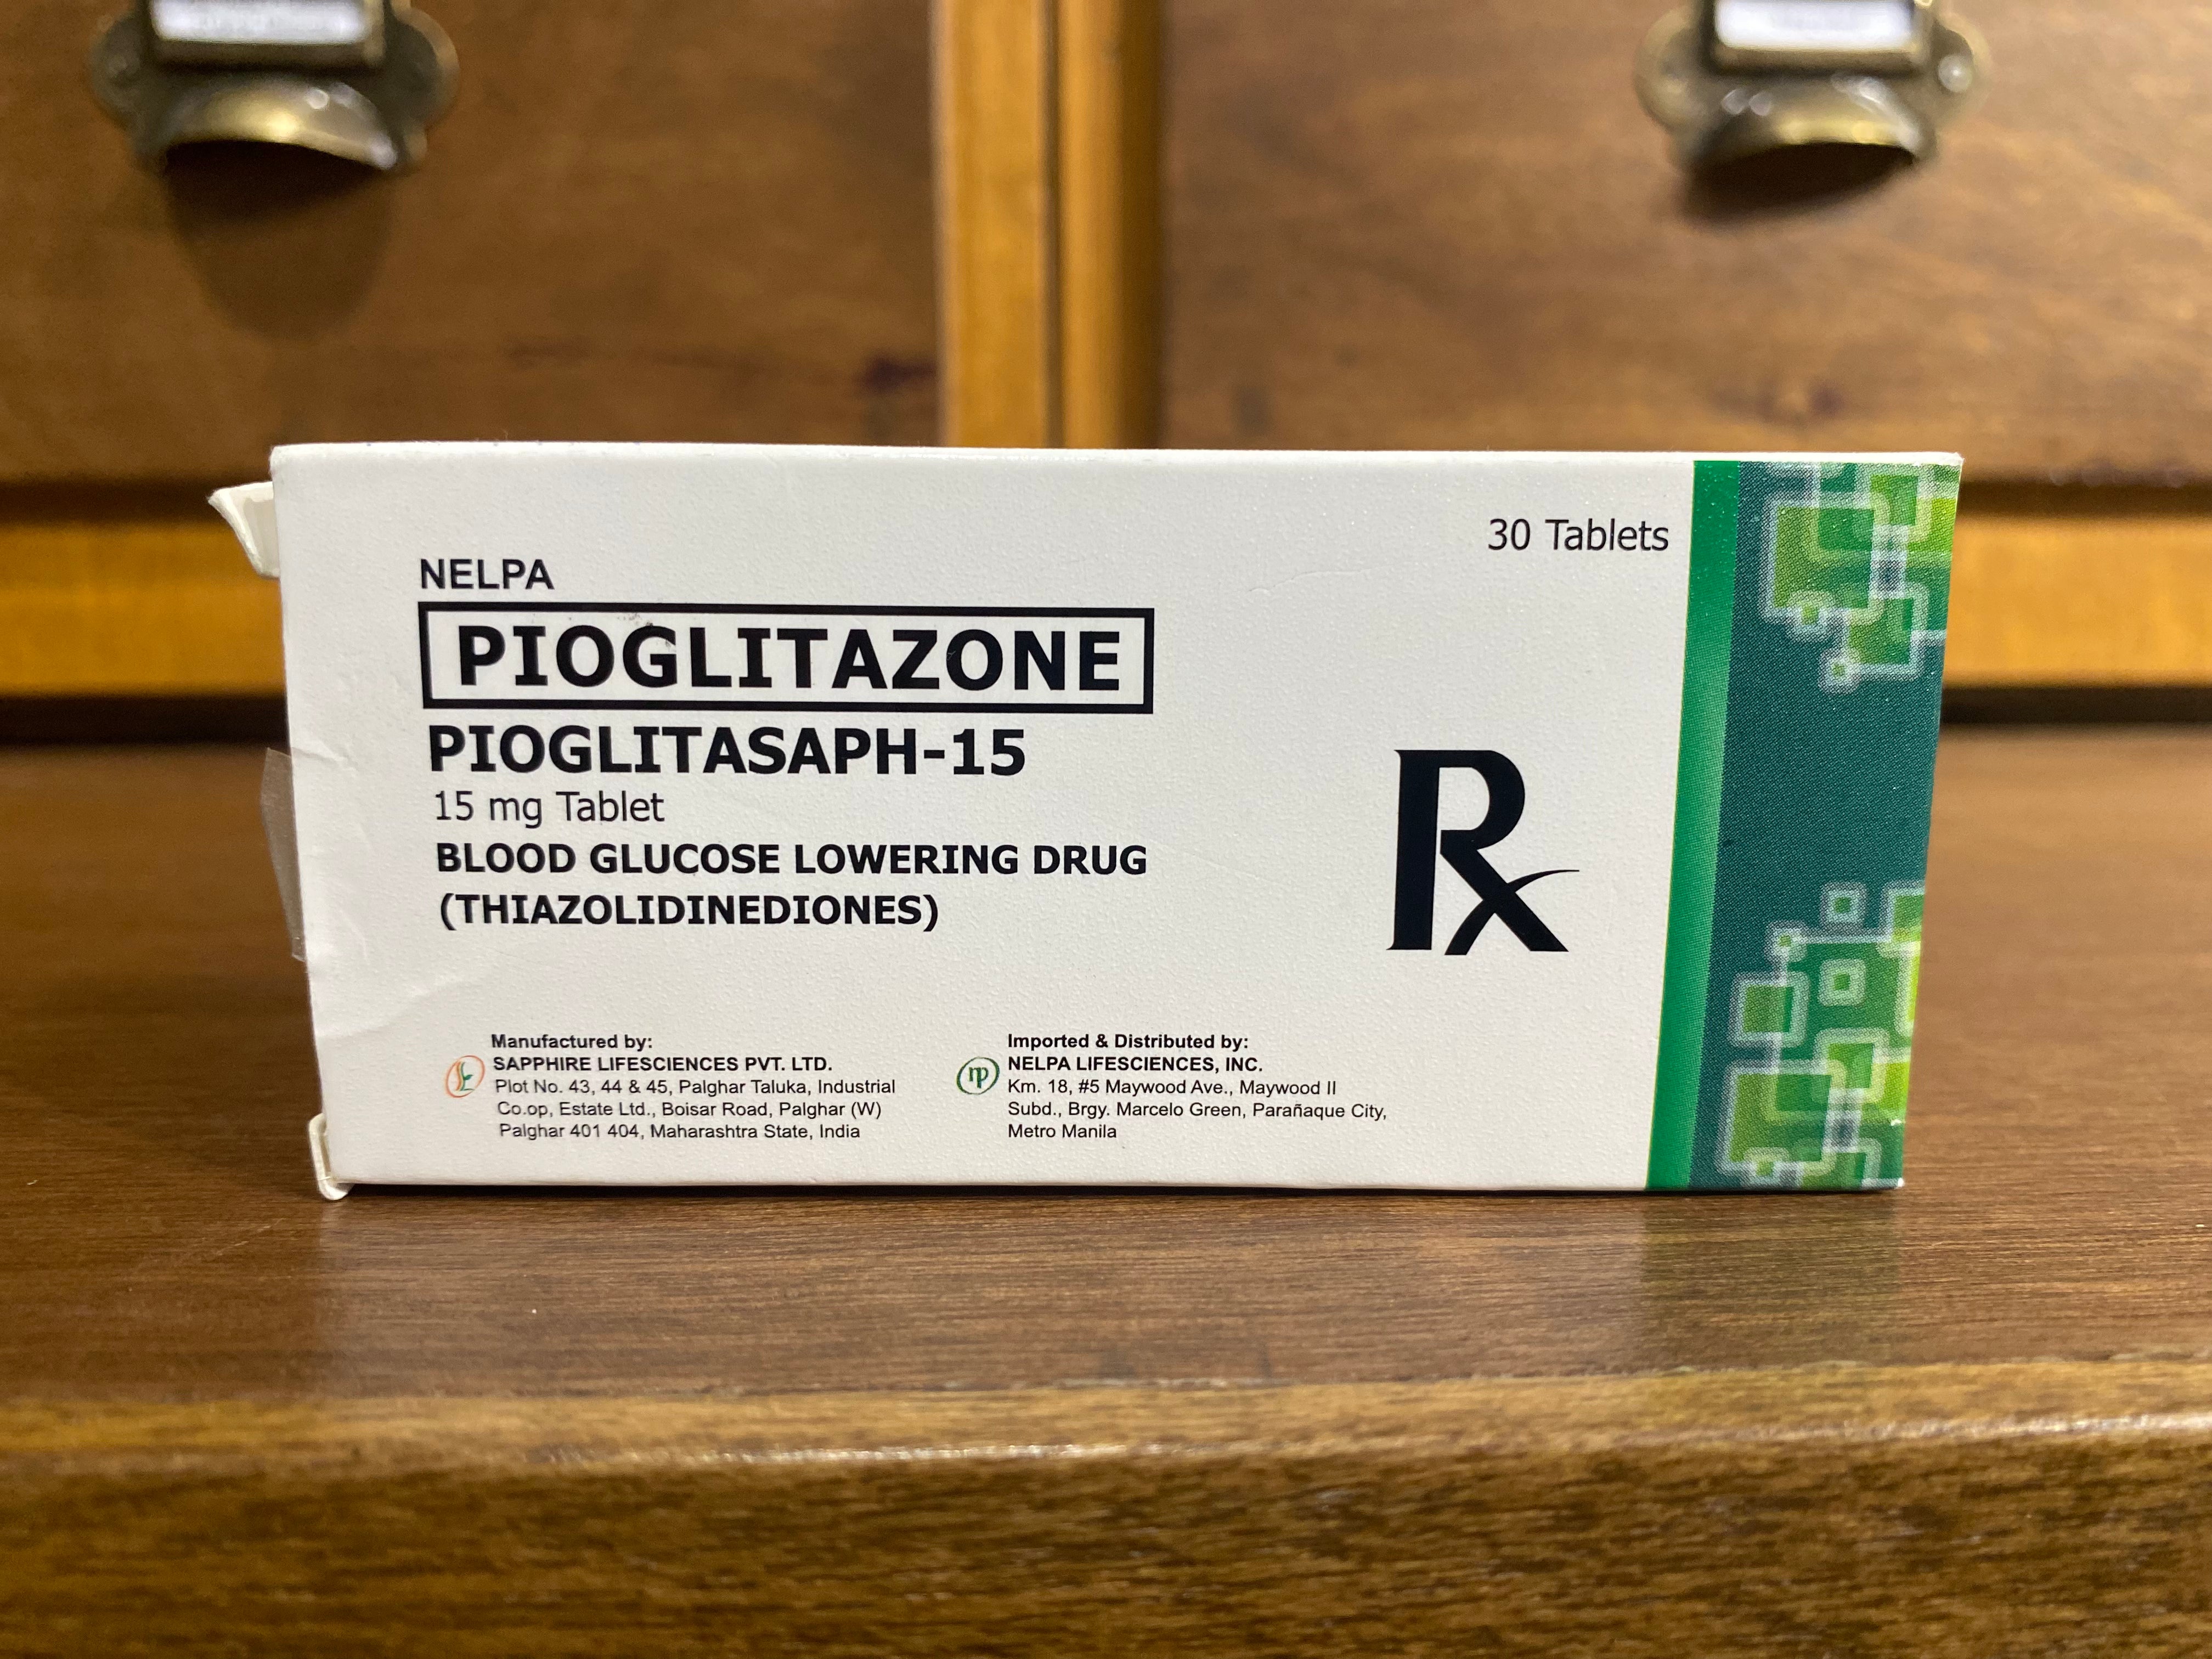 30 Tablets
NELPA
PIOGLITAZONE
PIOGLITASAPH-15
15 mg Tablet
BLOOD GLUCOSE LOWERING DRUG
(THIAZOLIDINEDIONES)
Rx
Manufactured by:
SAPPHIRE LIFESCIENCES PVT. LTD.
Plot No. 43, 44 & 45, Palghar Taluka, Industrial
Co.op, Estate Ltd., Boisar Road, Palghar (W)
Palghar 401 404, Maharashtra State, India
np
Imported & Distributed by:
NELPA LIFESCIENCES, INC.
Km. 18, #5 Maywood Ave., Maywood II
Subd., Brgy. Marcelo Green, Parañaque City,
Metro Manila